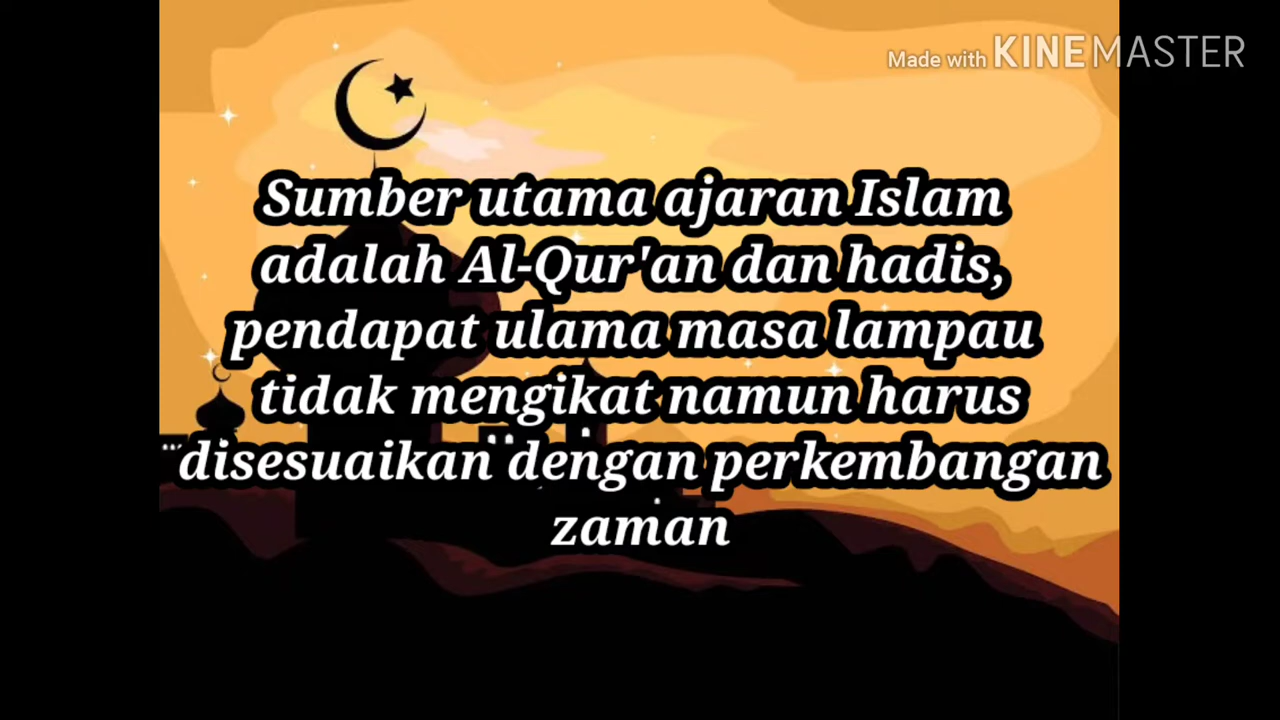 Made with KINEMASTER
Sumber utama ajaran Islam
adalah Al-Qur'an dan hadis,
pendapat ulama masa lampau
tidak mengikat namun harus
disesuaikan dengan perkembangan
zaman